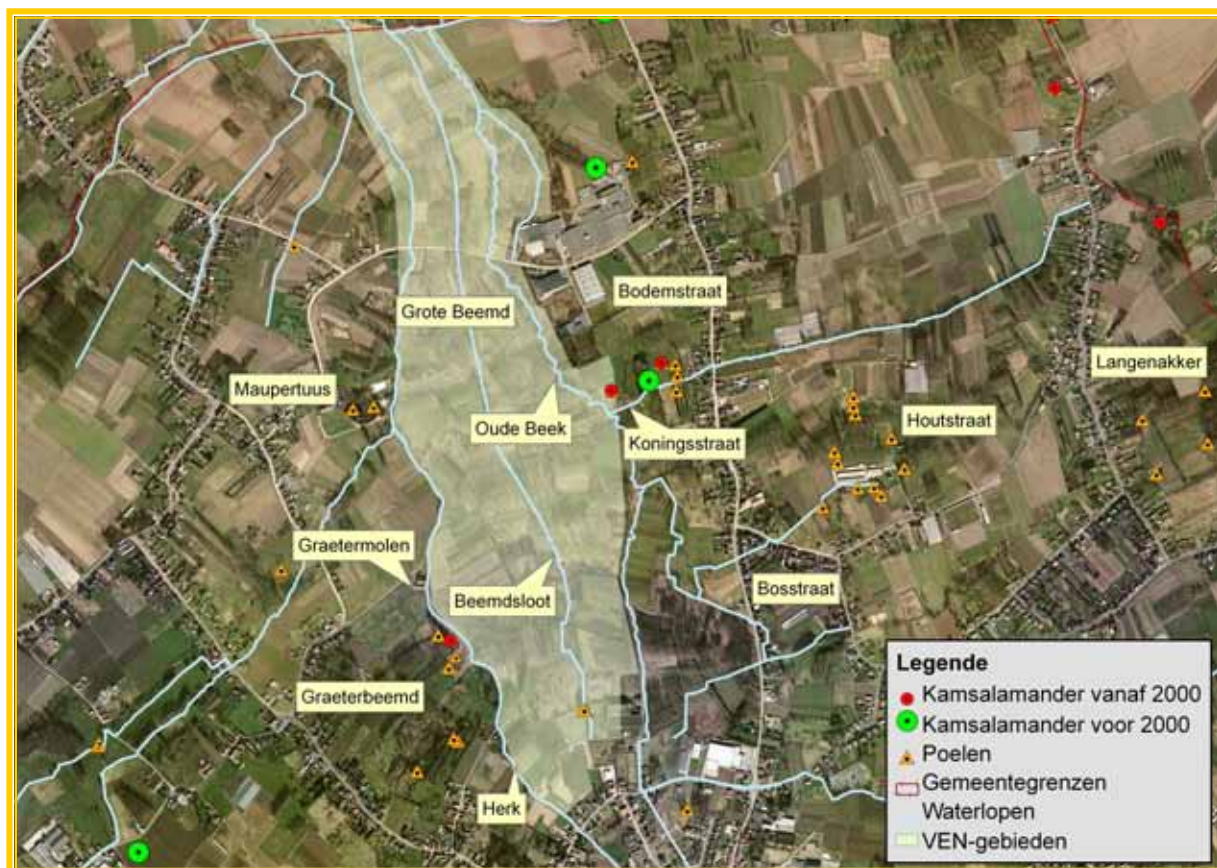 Bodemstraat
Grote Beemd
Langenakker
Maupertuus
Houtstraat
Oude Beek
Koningsstraat
Graetermolen
Beemdsloot
Bosstraat
Graeterbeemd
Herk
Legende
Kamsalamander vanaf 2000
Kamsalamander voor 2000
Poelen
Gemeentegrenzen
Waterlopen
VEN-gebieden